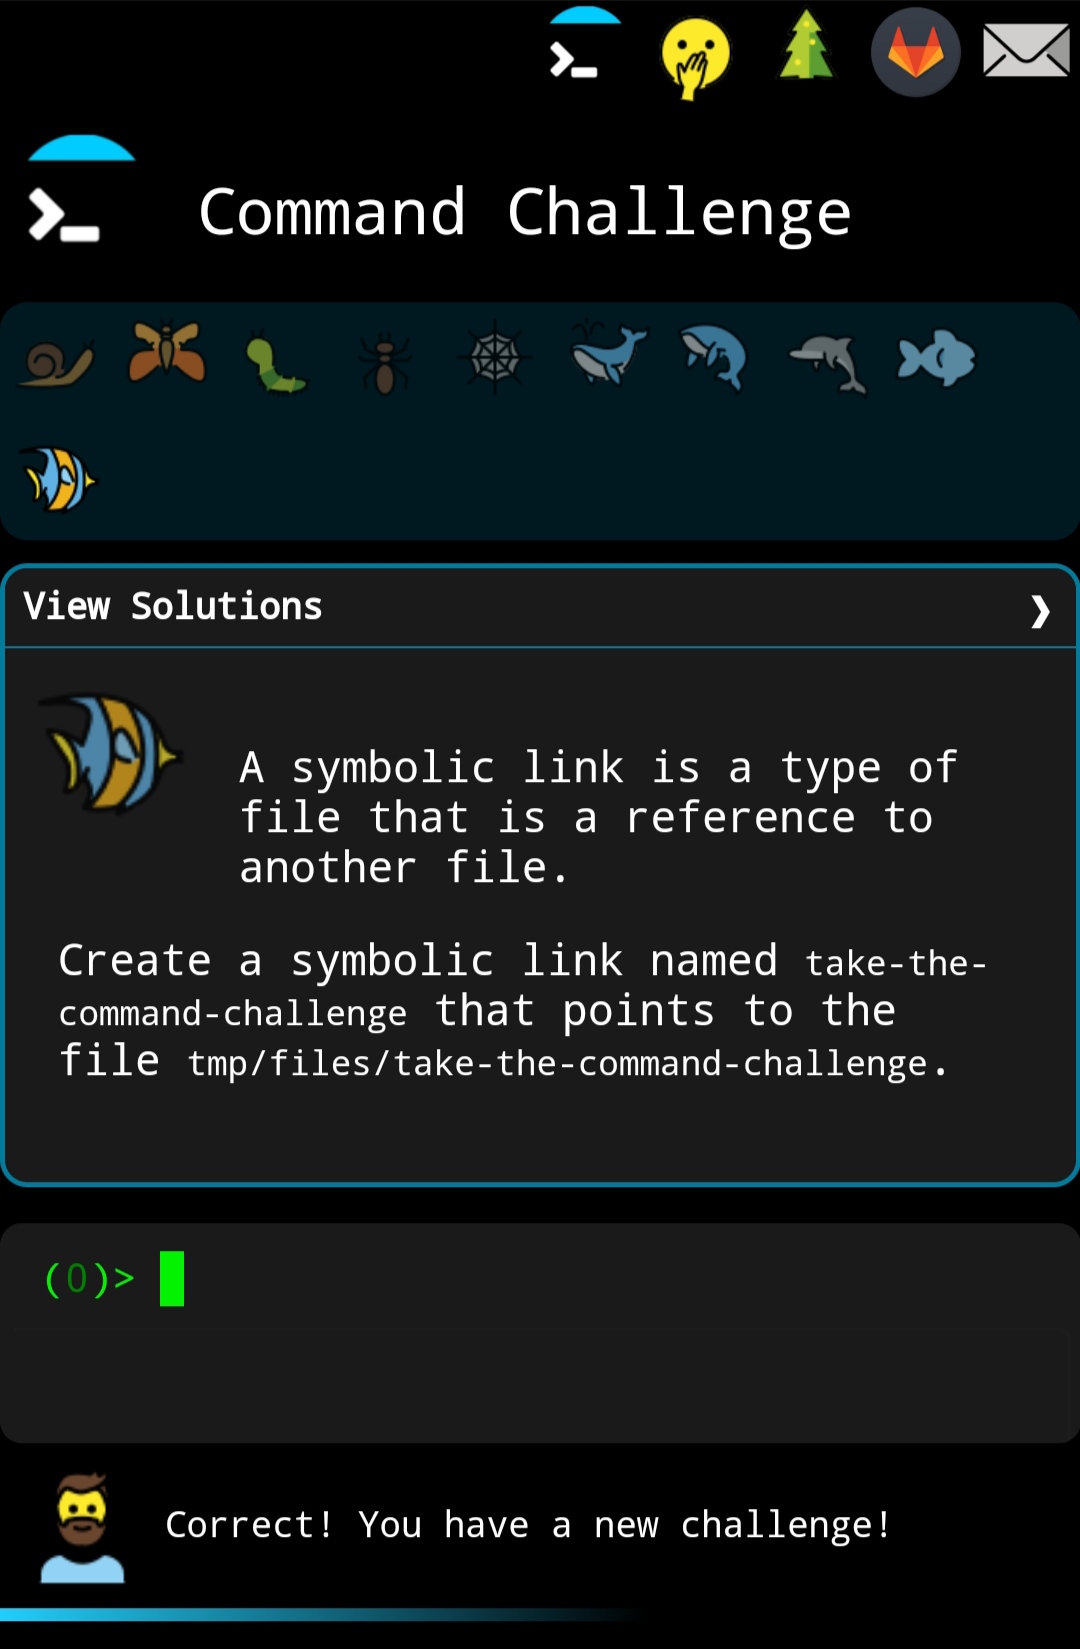 Command Challenge
View Solutions
A symbolic link is a type of
file that is a reference to
another file.
Create a symbolic link named take-the-
command-challenge that points to the
file tmp/files/take-the-command-challenge.
(0)>
Correct! You have a new challenge!